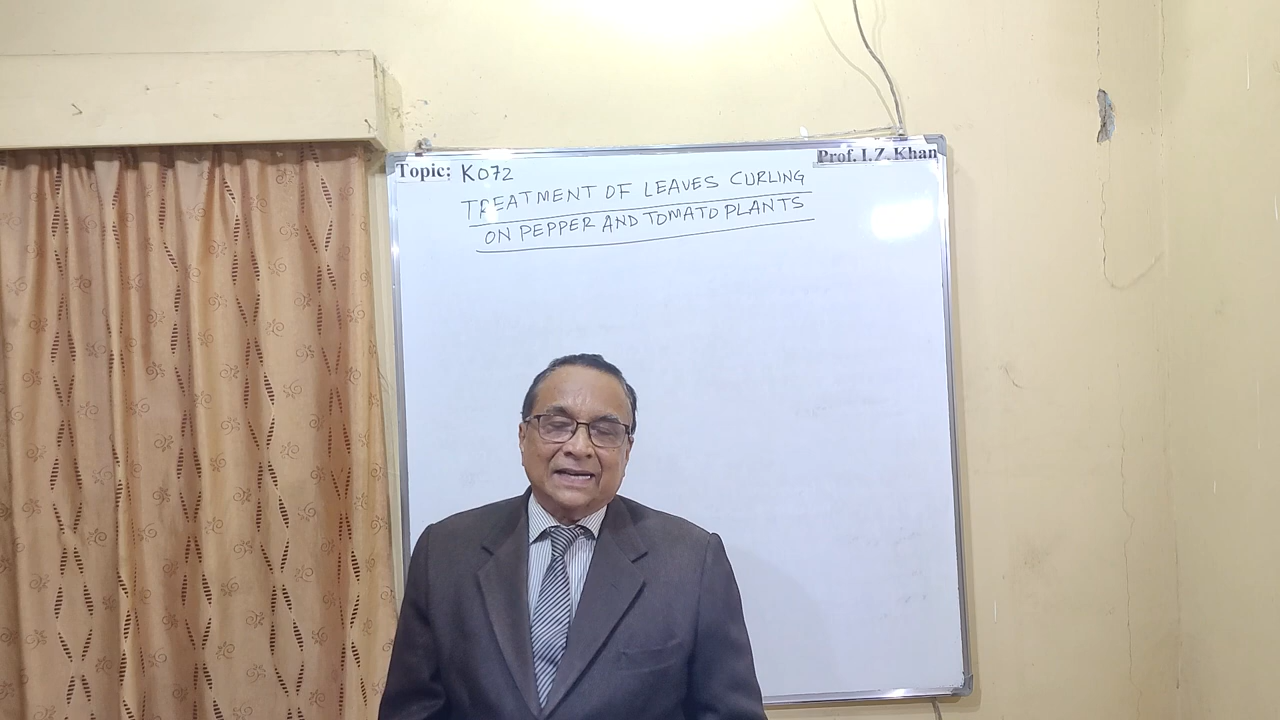 Topic: K072
Prof. I. Z. Khan
TREATMENT OF LEAVES CURLING
ON PEPPER AND TOMATO PLANTS